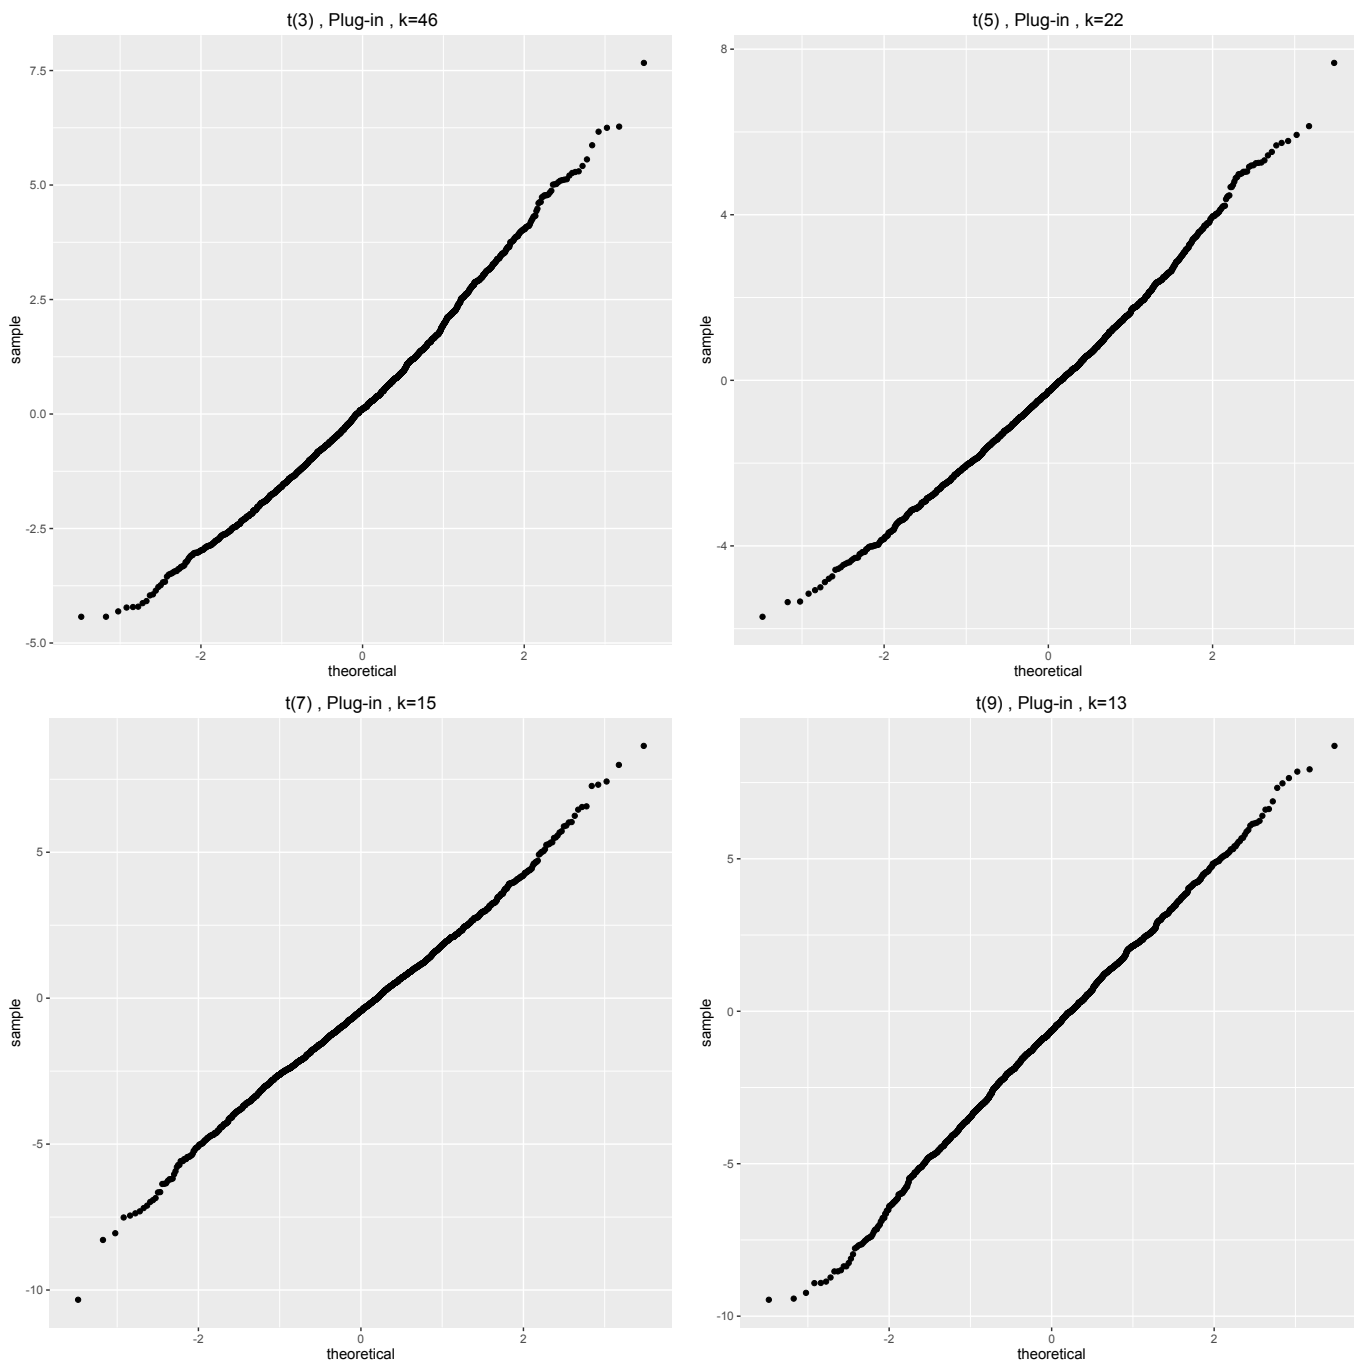 t(3) , Plug-in , k=46
7.5
5.0
2.5
0.0
-2.5
-5.0
sample
-2 0 2
theoretical
t(5) , Plug-in , k=22
8
4
0
-4
sample
-2 0 2
theoretical
t(7) , Plug-in , k=15
5
0
-5
-10
sample
-2 0 2
theoretical
t(9) , Plug-in , k=13
5
0
-5
-10
sample
-2 0 2
theoretical